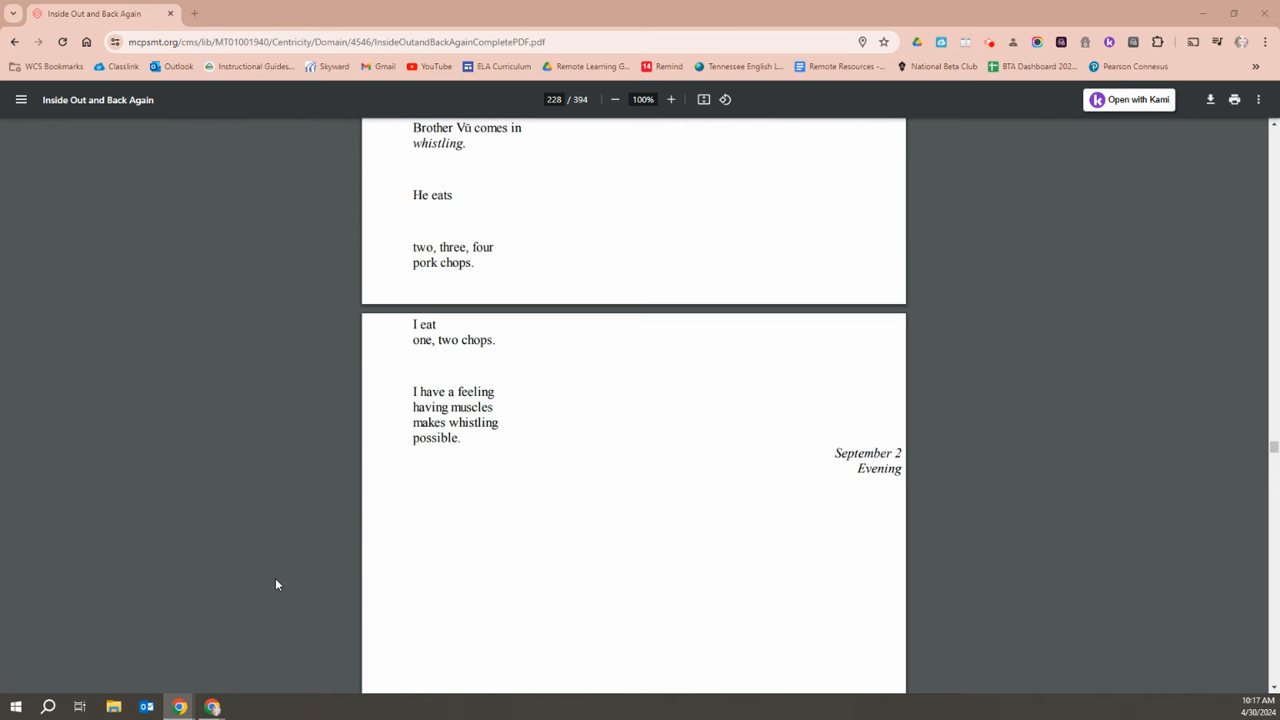 Inside Out and Back Again
mcpsmt.org/cms/lib/MT01001940/Centricity/Domain/4546/InsideOutandBackAgainCompletePDF.pdf
WCS Bookmarks
Classlink
Outlook
Instructional Guides...
Skyward
Gmail
YouTube
ELA Curriculum
Remote Learning G...
14 Remind
Tennessee English L...
Remote Resources -...
National Beta Club
BTA Dashboard 202...
Pearson Connexus
Inside Out and Back Again
228 / 394
100%
Open with Kami
Brother Vū comes in
whistling.
He eats
two, three, four
pork chops.
I eat
one, two chops.
I have a feeling
having muscles
makes whistling
possible.
September 2
Evening
10:17 AM
4/30/2024